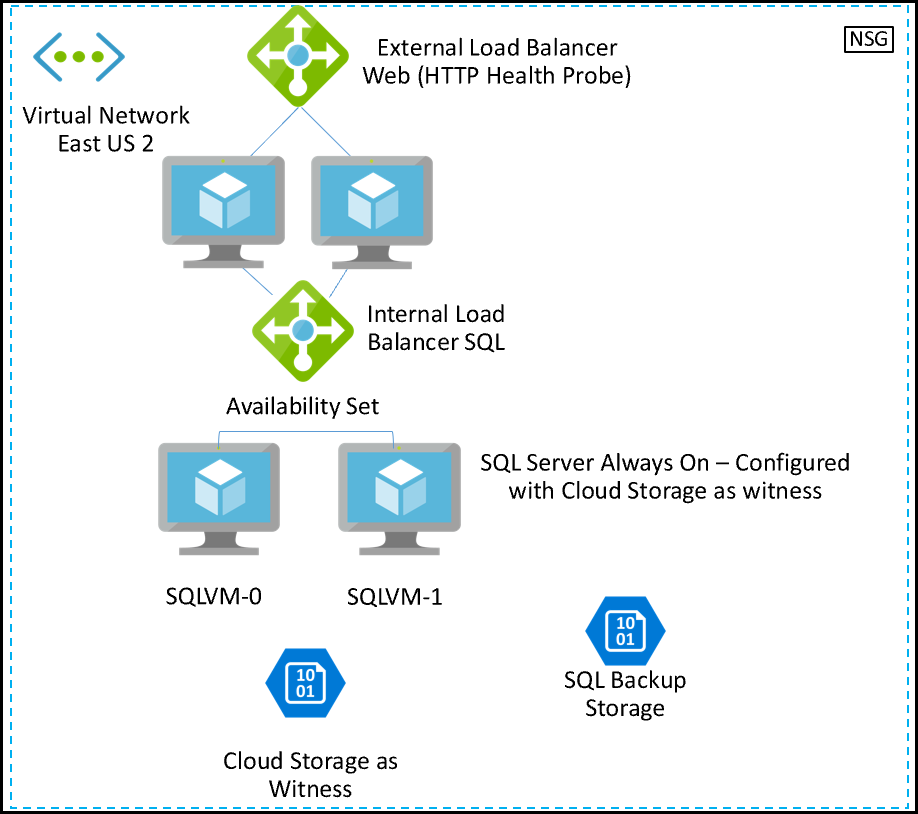 NSG
External Load Balancer
Web (HTTP Health Probe)
Virtual Network
East US 2
Internal Load
Balancer SQL
Availability Set
SQL Server Always On – Configured
with Cloud Storage as witness
SQLVM-0
SQLVM-1
10
01
SQL Backup
Storage
10
01
Cloud Storage as
Witness